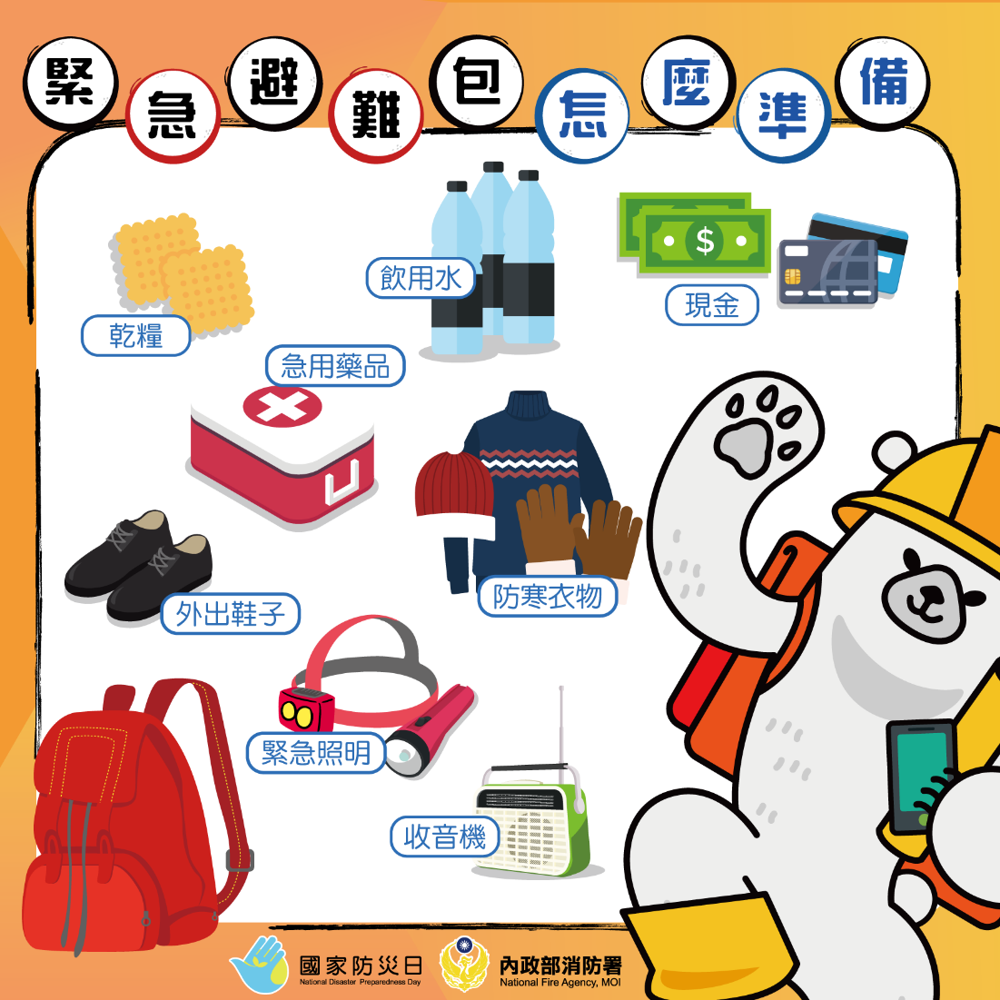 緊急避難包怎麼準備
乾糧
飲用水
$
現金
急用藥品
外出鞋子
防寒衣物
緊急照明
收音機
國家防災日
National Disaster Preparedness Day
內政部消防署
National Fire Agency, MOI